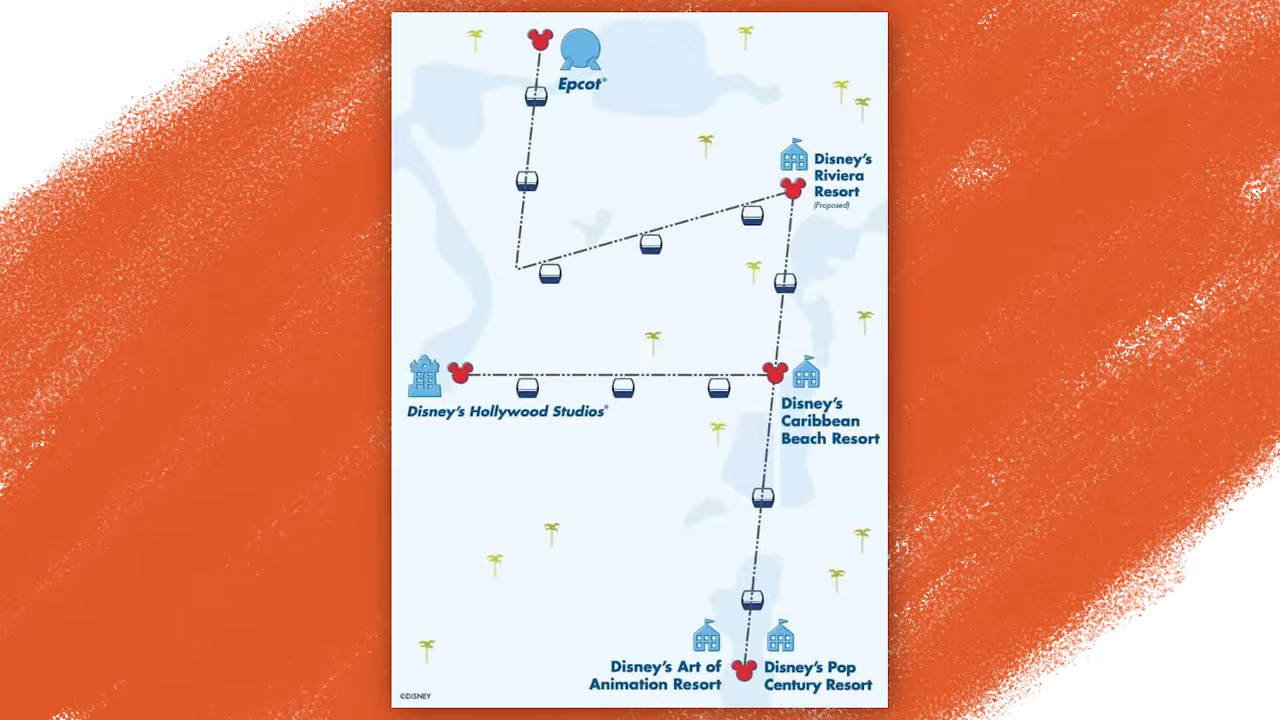 Epcot®
Disney's
Riviera
Resort
(Proposed)
Disney's Hollywood Studios®
Disney's
Caribbean
Beach Resort
Disney's Art of
Animation Resort
Disney's Pop
Century Resort
©DISNEY